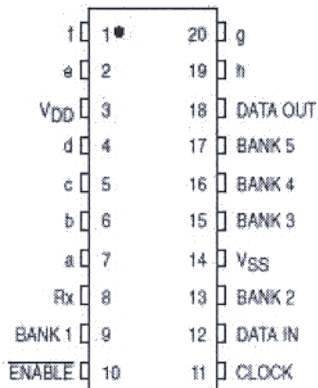 f 1 20 g
e 2 19 h
VDD 3 18 DATA OUT
d 4 17 BANK 5
c 5 16 BANK 4
b 6 15 BANK 3
a 7 14 VSS
Rx 8 13 BANK 2
BANK 1 9 12 DATA IN
ENABLE 10 11 CLOCK